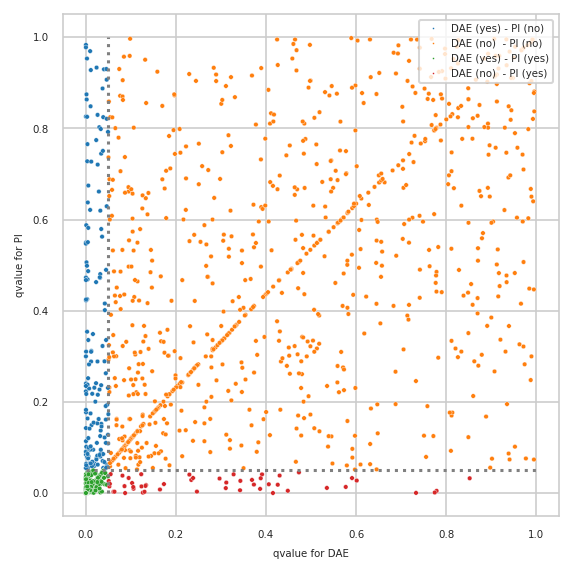 DAE (yes) - PI (no)
DAE (no)  - PI (no)
DAE (yes) - PI (yes)
DAE (no)  - PI (yes)
1.0
0.8
0.6
0.4
0.2
0.0
qvalue for PI
0.0 0.2 0.4 0.6 0.8 1.0
qvalue for DAE